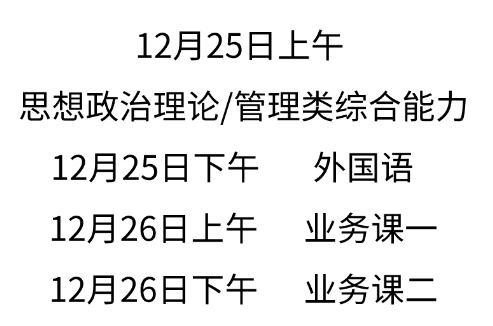 12月25日上午
思想政治理论/管理类综合能力
12月25日下午 外国语
12月26日上午 业务课一
12月26日下午 业务课二